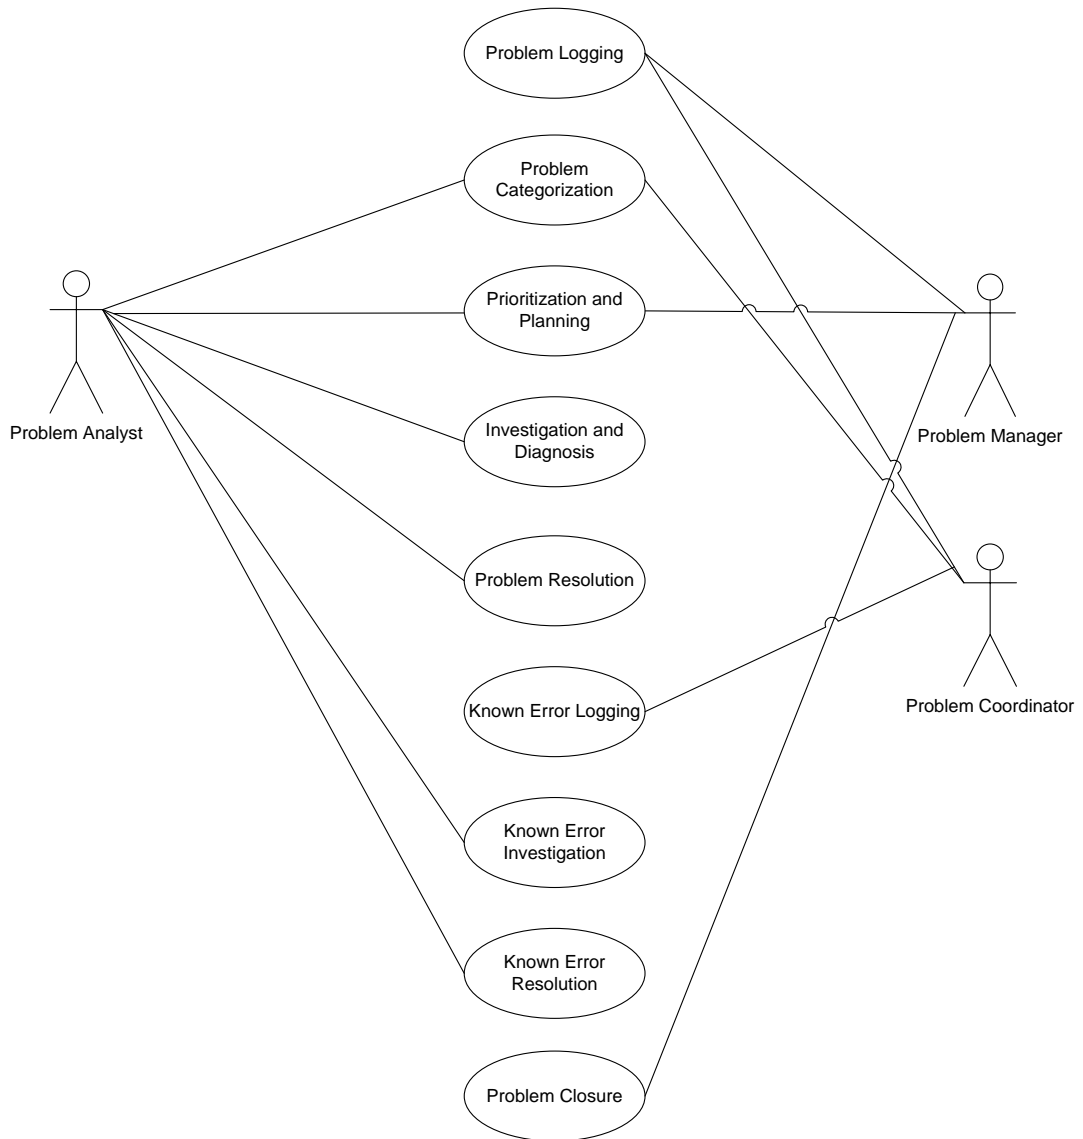 Problem Logging
Problem
Categorization
Prioritization and
Planning
Problem Analyst
Investigation and
Diagnosis
Problem Manager
Problem Resolution
Known Error Logging
Problem Coordinator
Known Error
Investigation
Known Error
Resolution
Problem Closure